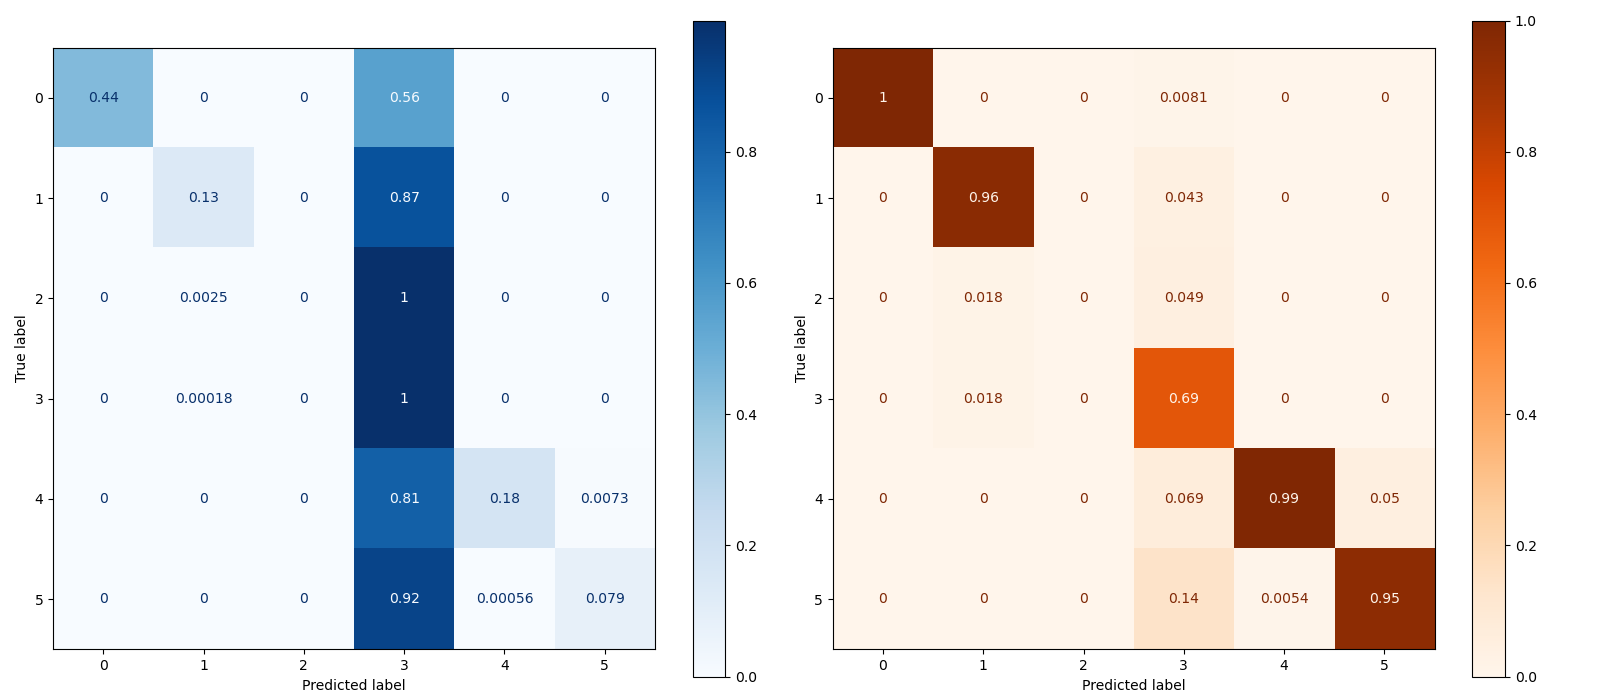 0 0.44 0 0 0.56 0 0
1 0 0.13 0 0.87 0 0
2 0 0.0025 0 1 0 0
3 0 0.00018 0 1 0 0
4 0 0 0 0.81 0.18 0.0073
5 0 0 0 0.92 0.00056 0.079
0 1 2 3 4 5
True label
Predicted label
0.8
0.6
0.4
0.2
0.0
0 1 0 0 0.0081 0 0
1 0 0.96 0 0.043 0 0
2 0 0.018 0 0.049 0 0
3 0 0.018 0 0.69 0 0
4 0 0 0 0.069 0.99 0.05
5 0 0 0 0.14 0.0054 0.95
0 1 2 3 4 5
True label
Predicted label
1.0
0.8
0.6
0.4
0.2
0.0